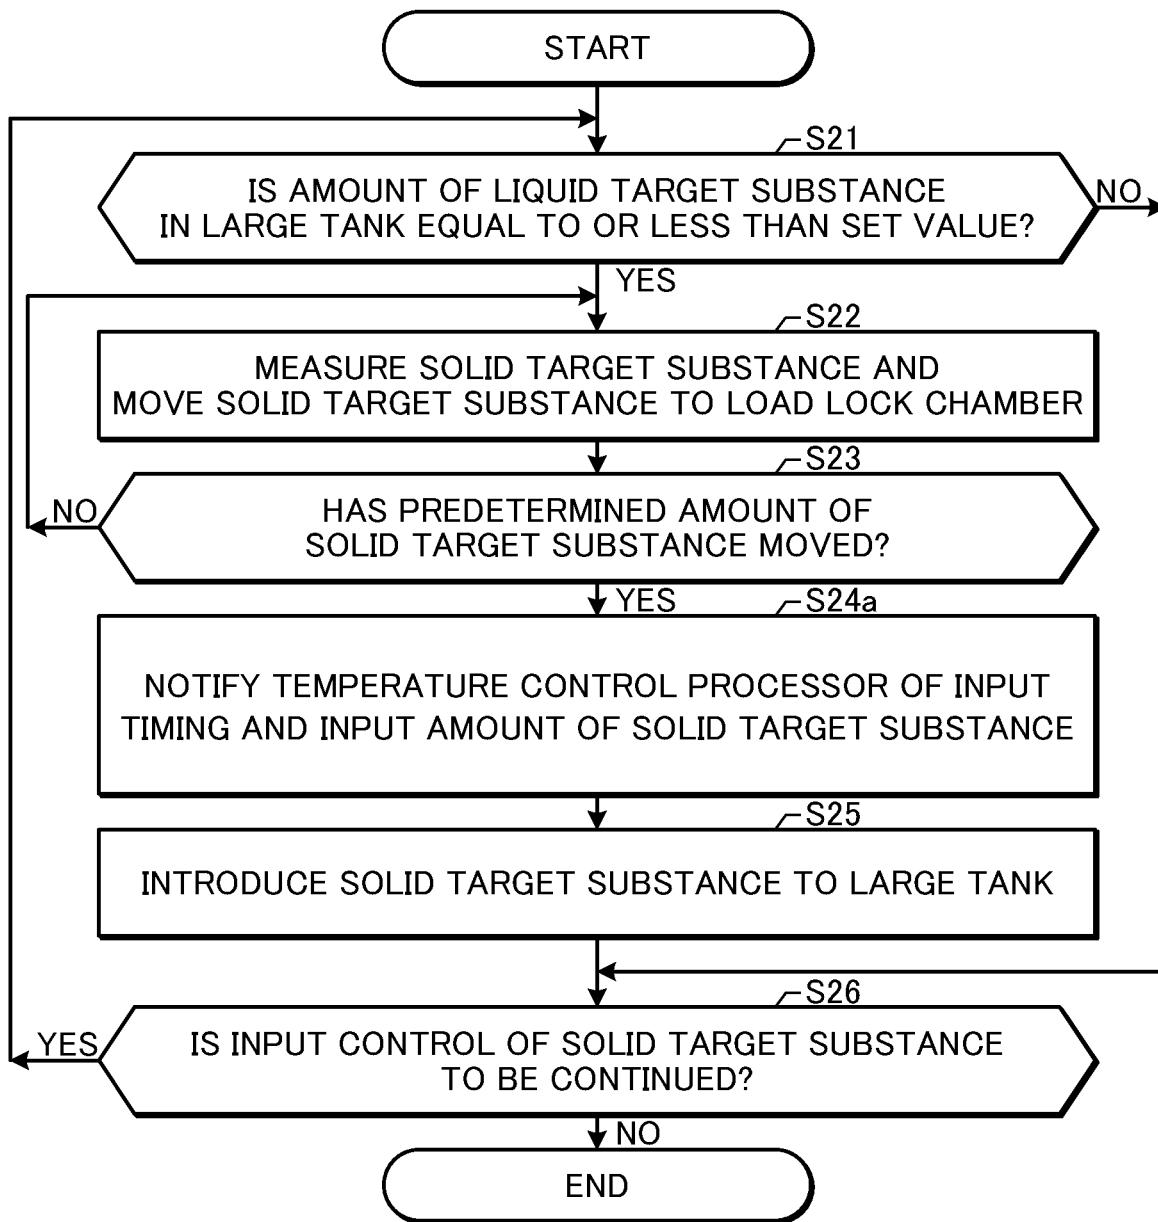 START
S21
IS AMOUNT OF LIQUID TARGET SUBSTANCE
IN LARGE TANK EQUAL TO OR LESS THAN SET VALUE?
NO
YES
S22
MEASURE SOLID TARGET SUBSTANCE AND
MOVE SOLID TARGET SUBSTANCE TO LOAD LOCK CHAMBER
S23
HAS PREDETERMINED AMOUNT OF
SOLID TARGET SUBSTANCE MOVED?
NO
YES
S24a
NOTIFY TEMPERATURE CONTROL PROCESSOR OF INPUT
TIMING AND INPUT AMOUNT OF SOLID TARGET SUBSTANCE
S25
INTRODUCE SOLID TARGET SUBSTANCE TO LARGE TANK
S26
IS INPUT CONTROL OF SOLID TARGET SUBSTANCE
TO BE CONTINUED?
YES
NO
END